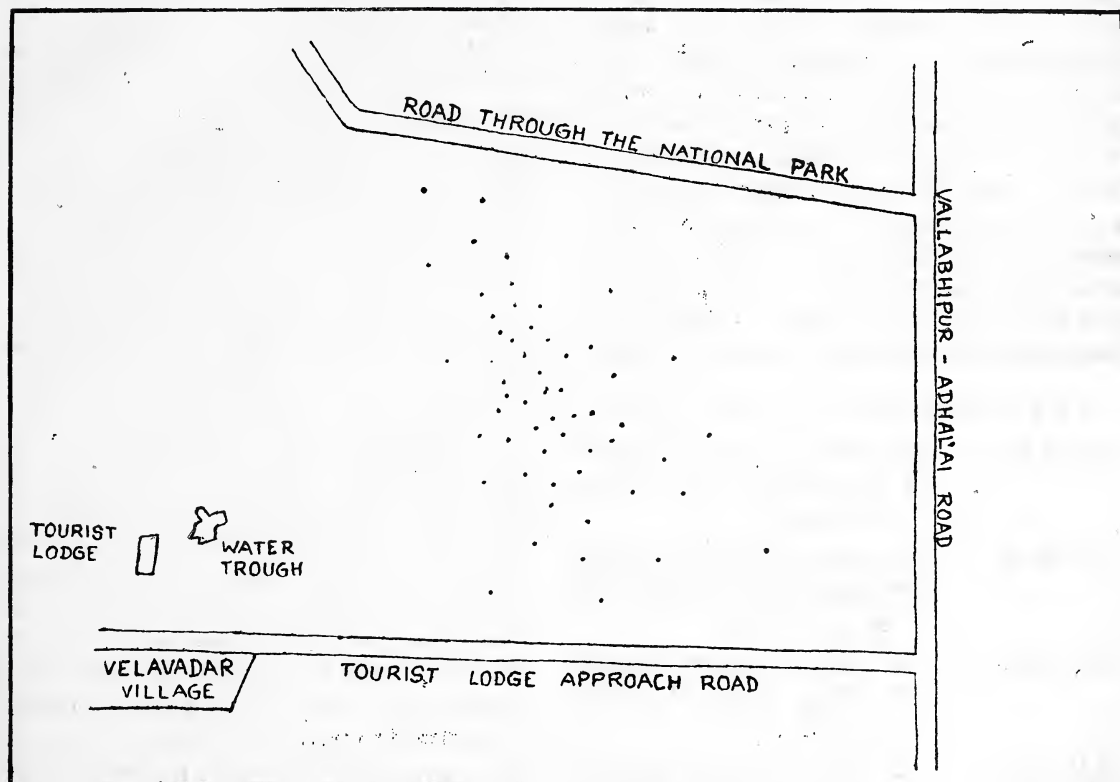 ROAD THROUGH THE NATIONAL PARK
VALLABHIPUR - ADHALAI ROAD
TOURIST
LODGE
WATER
TROUGH
VELAVADAR
VILLAGE
TOURIST LODGE APPROACH ROAD